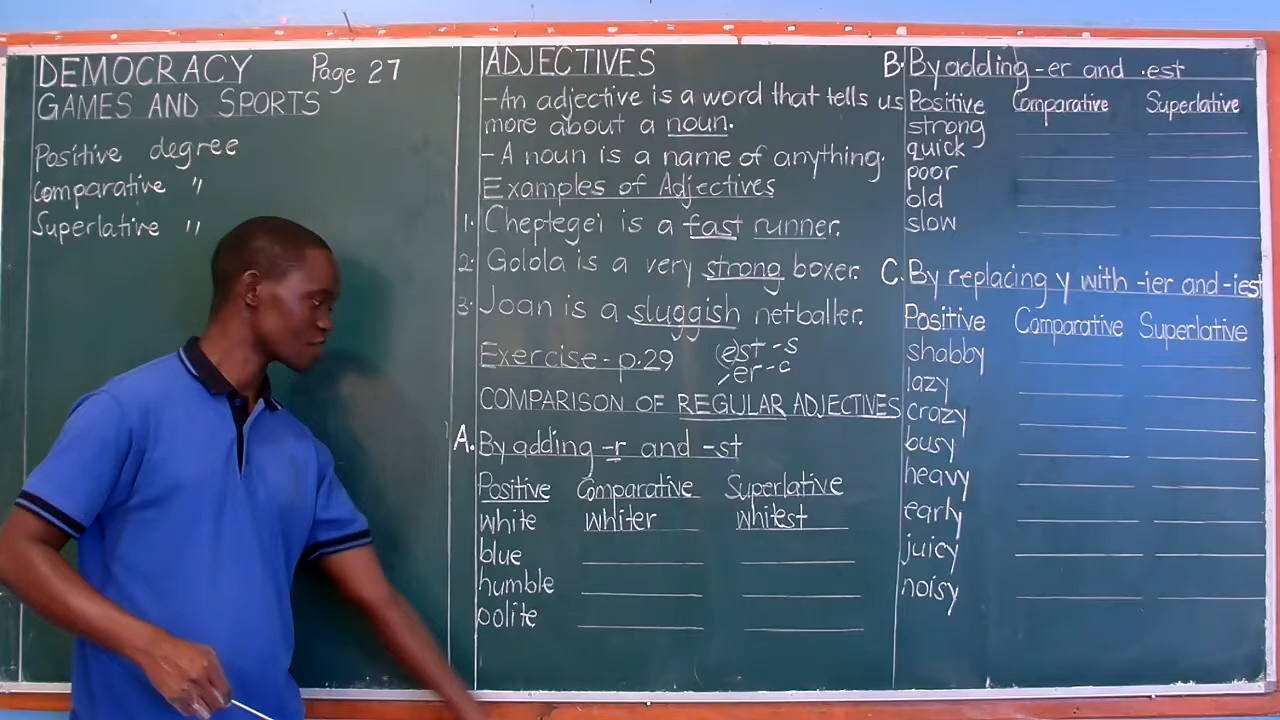 DEMOCRACY Page 27
GAMES AND SPORTS
Positive degree
Comparative "
Superlative "
ADJECTIVES
-An adjective is a word that tells us
more about a noun.
-A noun is a name of anything.
Examples of Adjectives
1. Cheptegei is a fast runner.
2. Golola is a very strong boxer.
3. Joan is a sluggish netballer.
Exercise - p.29 (e)st - s
-er - c
COMPARISON OF REGULAR ADJECTIVES
A. By adding -r and -st
Positive Comparative Superlative
white whiter whitest
blue
humble
polite
B. By adding -er and .est
Positive Comparative Superlative
strong
quick
poor
old
slow
C. By replacing y with -ier and -iest
Positive Comparative Superlative
shabby
lazy
crazy
busy
heavy
early
juicy
noisy